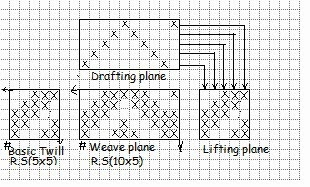 Drafting plane
# Basic Twill
R.S(5x5)
# Weave plane
R.S(10x5)
Lifting plane